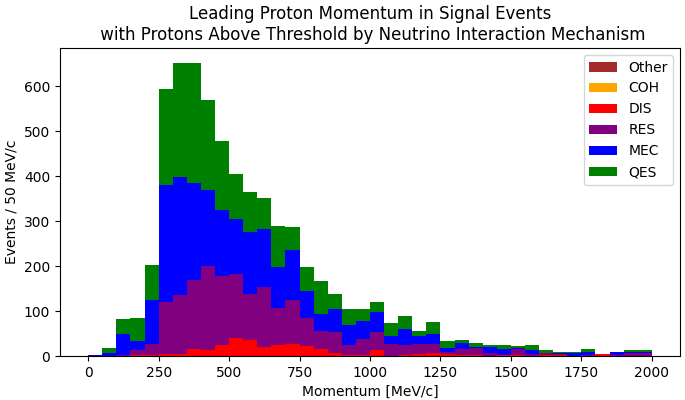 Leading Proton Momentum in Signal Events
with Protons Above Threshold by Neutrino Interaction Mechanism
Other
COH
DIS
RES
MEC
QES
600
500
400
300
200
100
0
Events / 50 MeV/c
0 250 500 750 1000 1250 1500 1750 2000
Momentum [MeV/c]